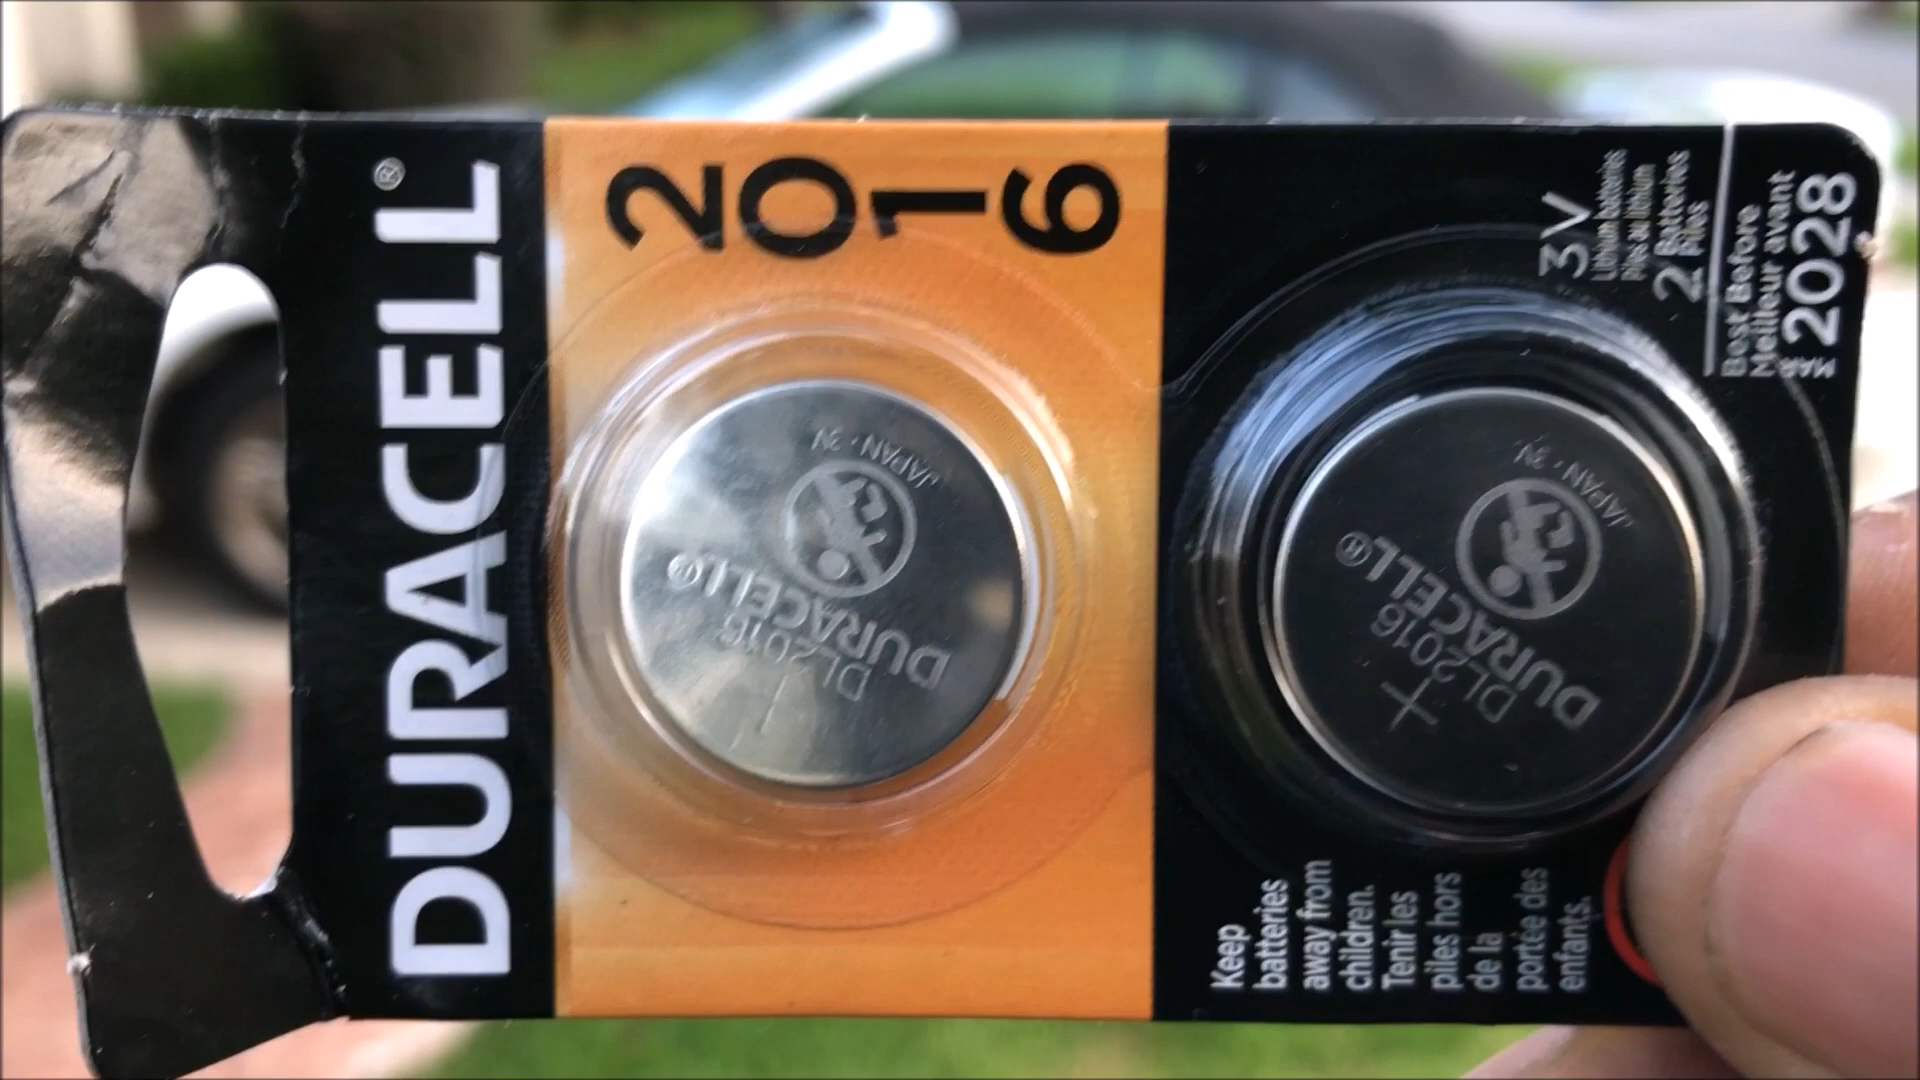 DURACELL®
2016
JAPAN · 3V
DURACELL®
DL2016
JAPAN · 3V
DURACELL®
DL2016
+
3V
Lithium batteries
Piles au lithium
2 Batteries
Piles
Best Before
Meilleur avant
2028
Keep
batteries
away from
children.
Tenir les
piles hors
de la
portée des
enfants.